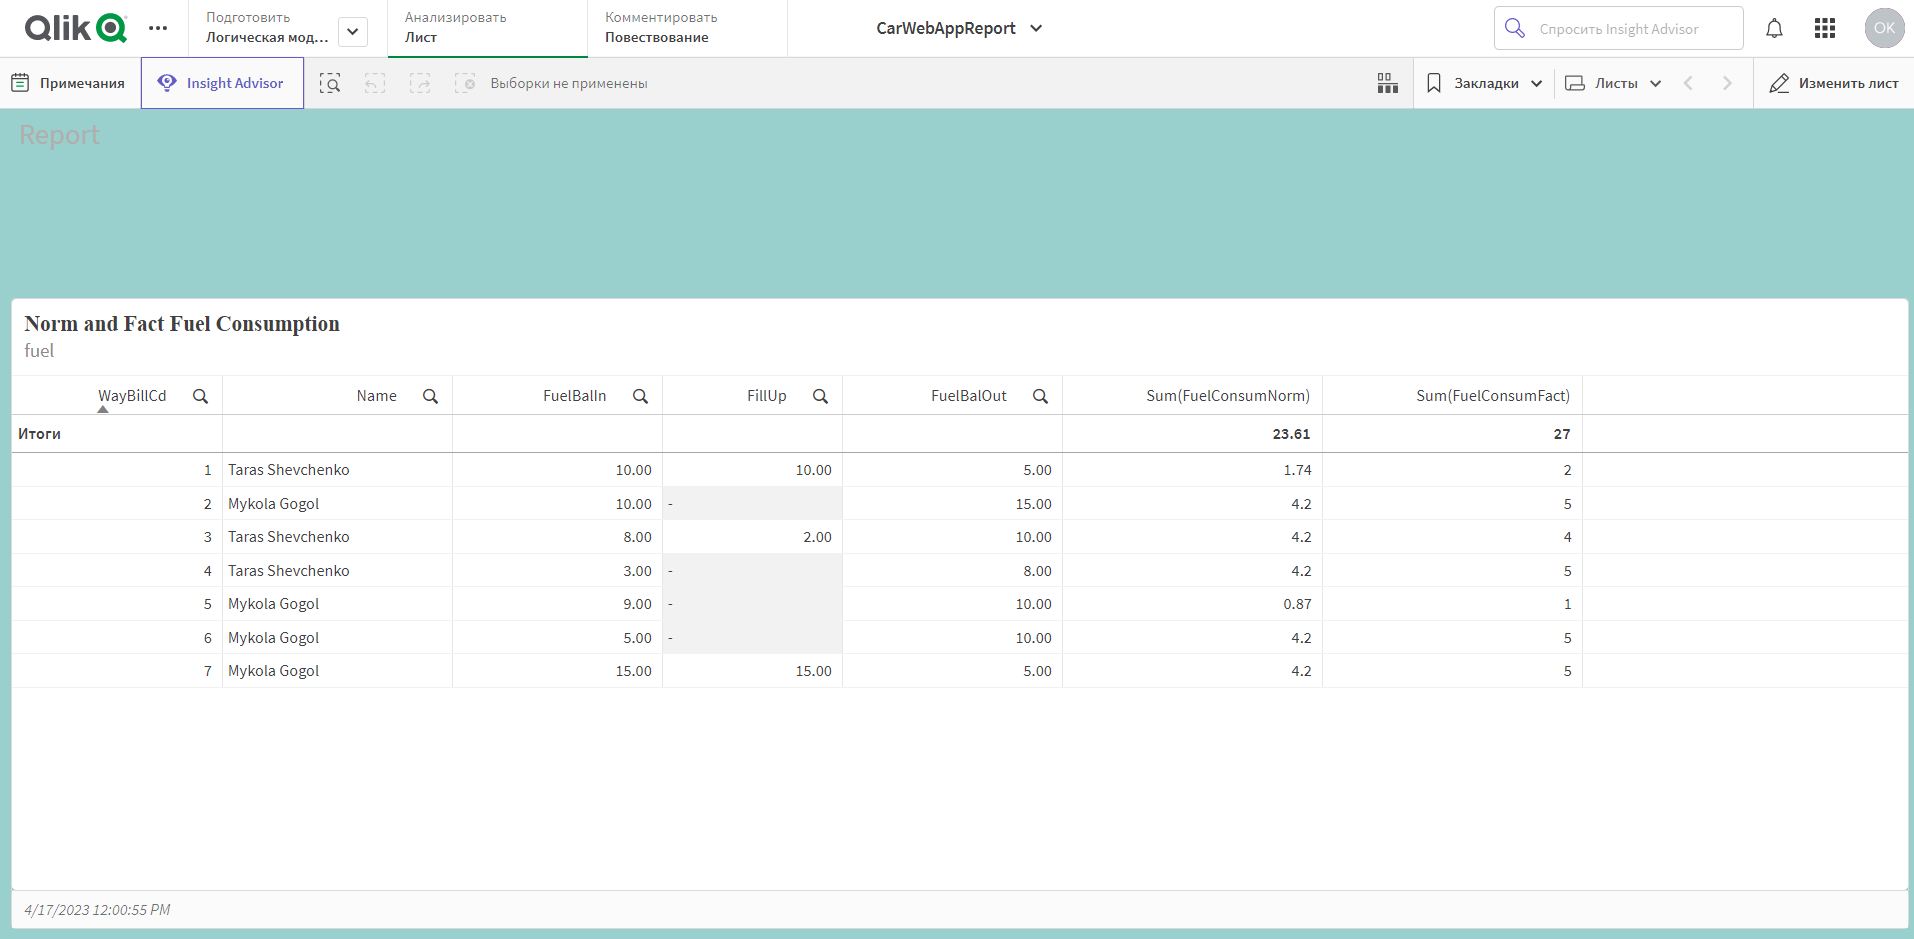 Qlik
Подготовить
Логическая мод...
Анализировать
Лист
Комментировать
Повествование
CarWebAppReport
Спросить Insight Advisor
OK
Примечания
Insight Advisor
Выборки не применены
Закладки
Листы
Изменить лист
Report
Norm and Fact Fuel Consumption
fuel
WayBillCd Name FuelBalIn FillUp FuelBalOut Sum(FuelConsumNorm) Sum(FuelConsumFact)
Итоги 23.61 27
1 Taras Shevchenko 10.00 10.00 5.00 1.74 2
2 Mykola Gogol 10.00 - 15.00 4.2 5
3 Taras Shevchenko 8.00 2.00 10.00 4.2 4
4 Taras Shevchenko 3.00 - 8.00 4.2 5
5 Mykola Gogol 9.00 - 10.00 0.87 1
6 Mykola Gogol 5.00 - 10.00 4.2 5
7 Mykola Gogol 15.00 15.00 5.00 4.2 5
4/17/2023 12:00:55 PM